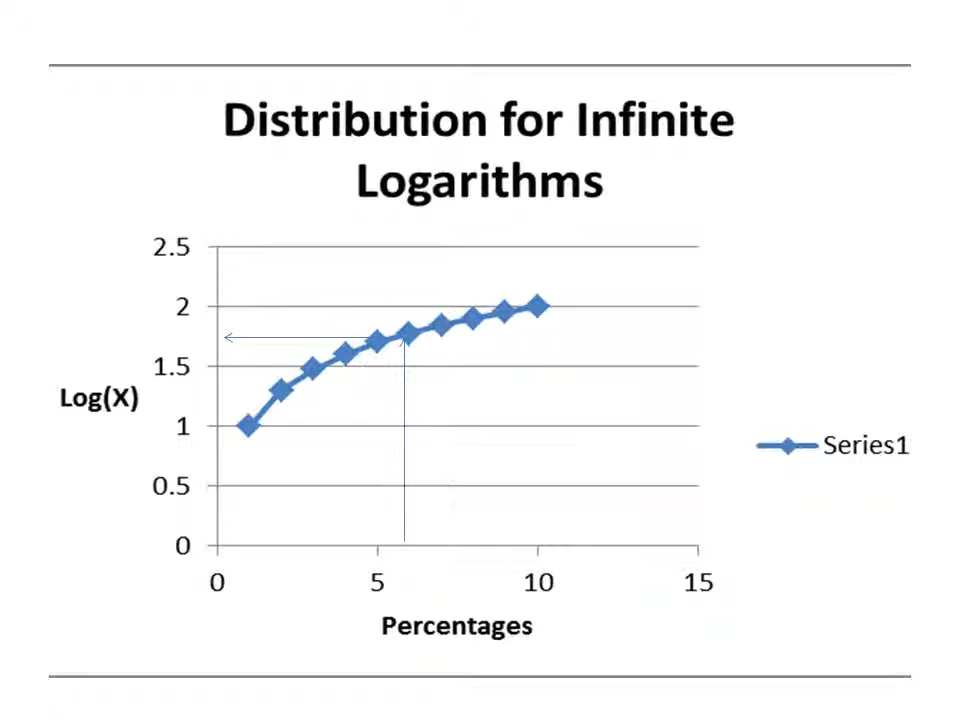 Distribution for Infinite
Logarithms
2.5
2
1.5
Log(X)
1
Series1
0.5
0
0 5 10 15
Percentages